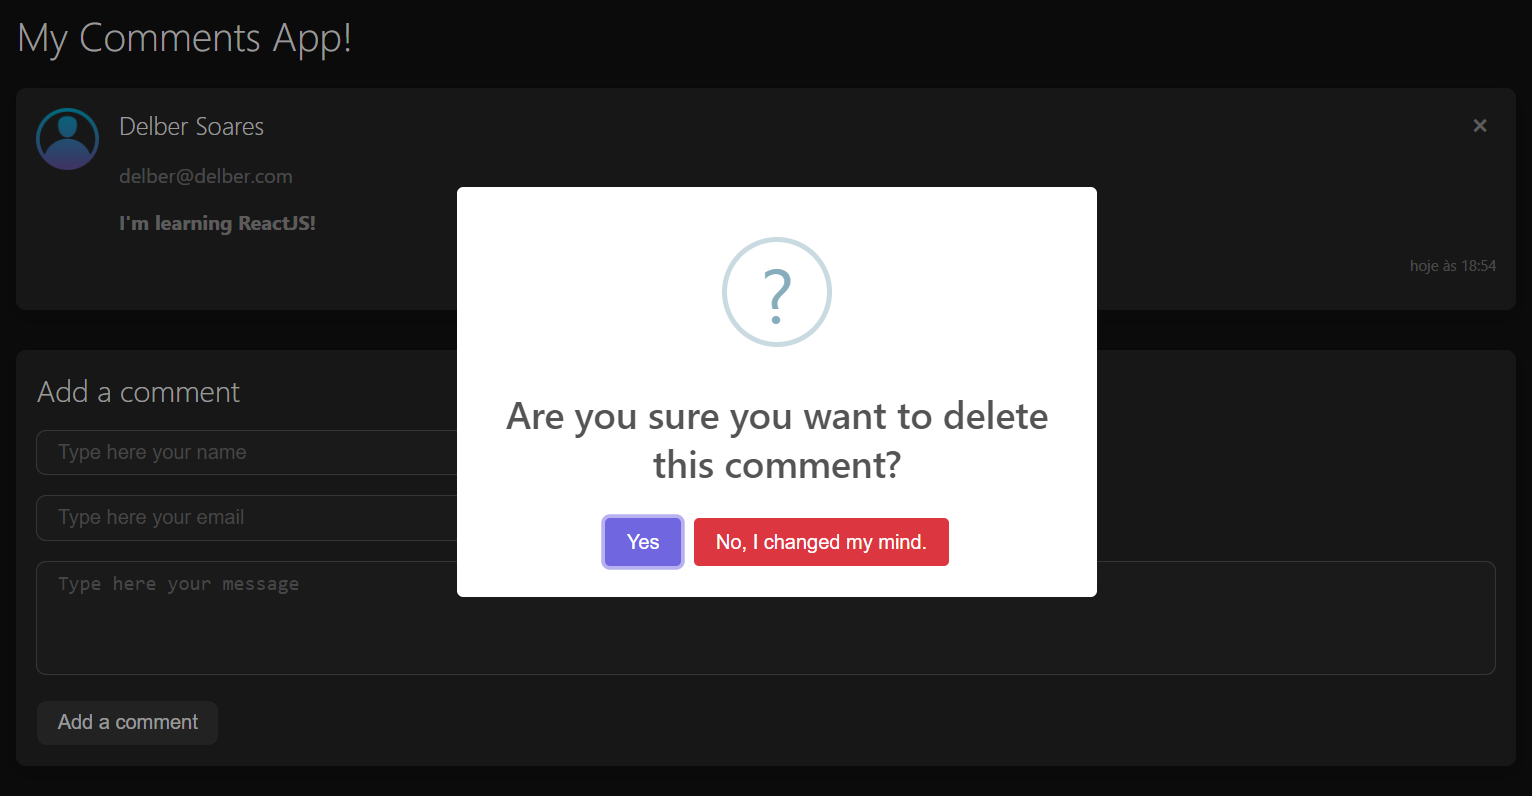 My Comments App!
Delber Soares
×
delber@delber.com
I'm learning ReactJS!
hoje às 18:54
?
Are you sure you want to delete
this comment?
Yes
No, I changed my mind.
Add a comment
Type here your name
Type here your email
Type here your message
Add a comment